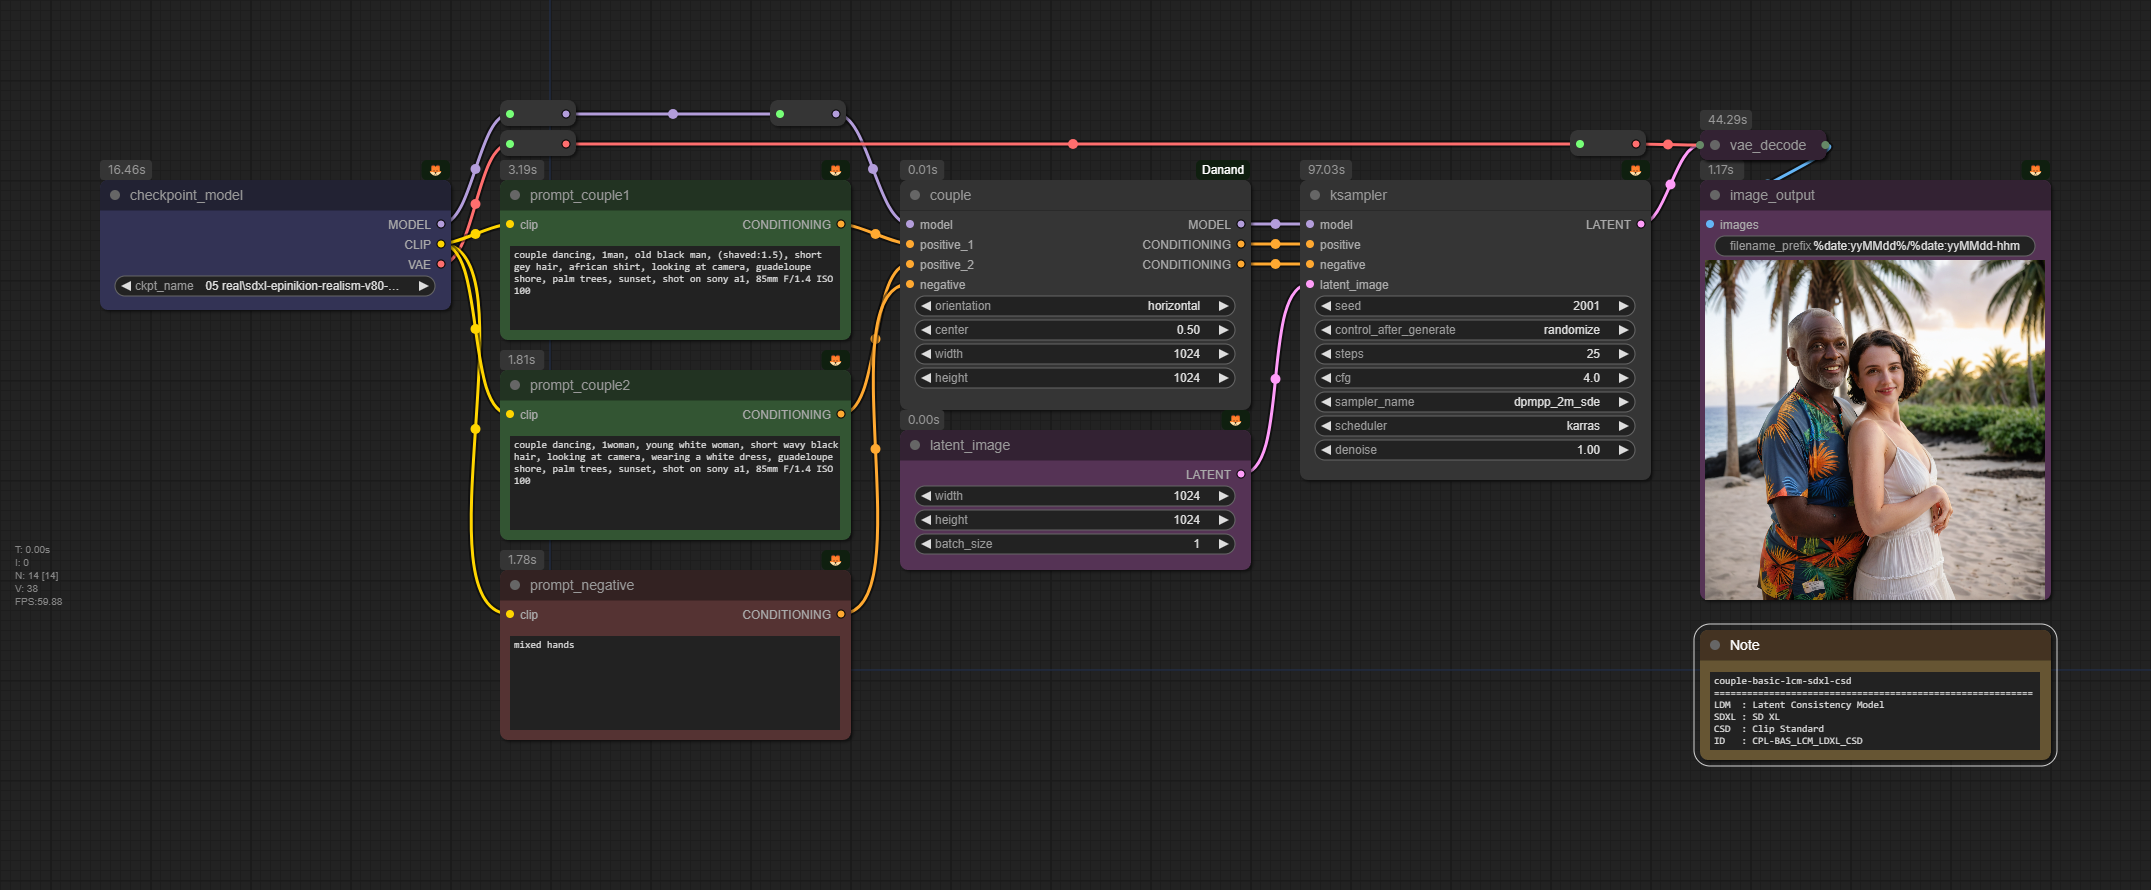 16.46s
checkpoint_model
MODEL
CLIP
VAE
ckpt_name 05 real\sdxl-epinikion-realism-v80-...
3.19s
prompt_couple1
clip CONDITIONING
couple dancing, 1man, old black man, (shaved:1.5), short
gey hair, african shirt, looking at camera, guadeloupe
shore, palm trees, sunset, shot on sony a1, 85mm F/1.4 ISO
100
1.81s
prompt_couple2
clip CONDITIONING
couple dancing, 1woman, young white woman, short wavy black
hair, looking at camera, wearing a white dress, guadeloupe
shore, palm trees, sunset, shot on sony a1, 85mm F/1.4 ISO
100
1.78s
prompt_negative
clip CONDITIONING
mixed hands
0.01s Danand
couple
model MODEL
positive_1 CONDITIONING
positive_2 CONDITIONING
negative
orientation horizontal
center 0.50
width 1024
height 1024
0.00s
latent_image
LATENT
width 1024
height 1024
batch_size 1
97.03s
ksampler
model LATENT
positive
negative
latent_image
seed 2001
control_after_generate randomize
steps 25
cfg 4.0
sampler_name dpmpp_2m_sde
scheduler karras
denoise 1.00
44.29s
vae_decode
1.17s
image_output
images
filename_prefix %date:yyMMdd%/%date:yyMMdd-hhm
Note
couple-basic-lcm-sdxl-csd
==========================================================
LDM : Latent Consistency Model
SDXL : SD XL
CSD : Clip Standard
ID : CPL-BAS_LCM_LDXL_CSD
T: 0.00s
I: 0
N: 14 [14]
V: 38
FPS:59.88